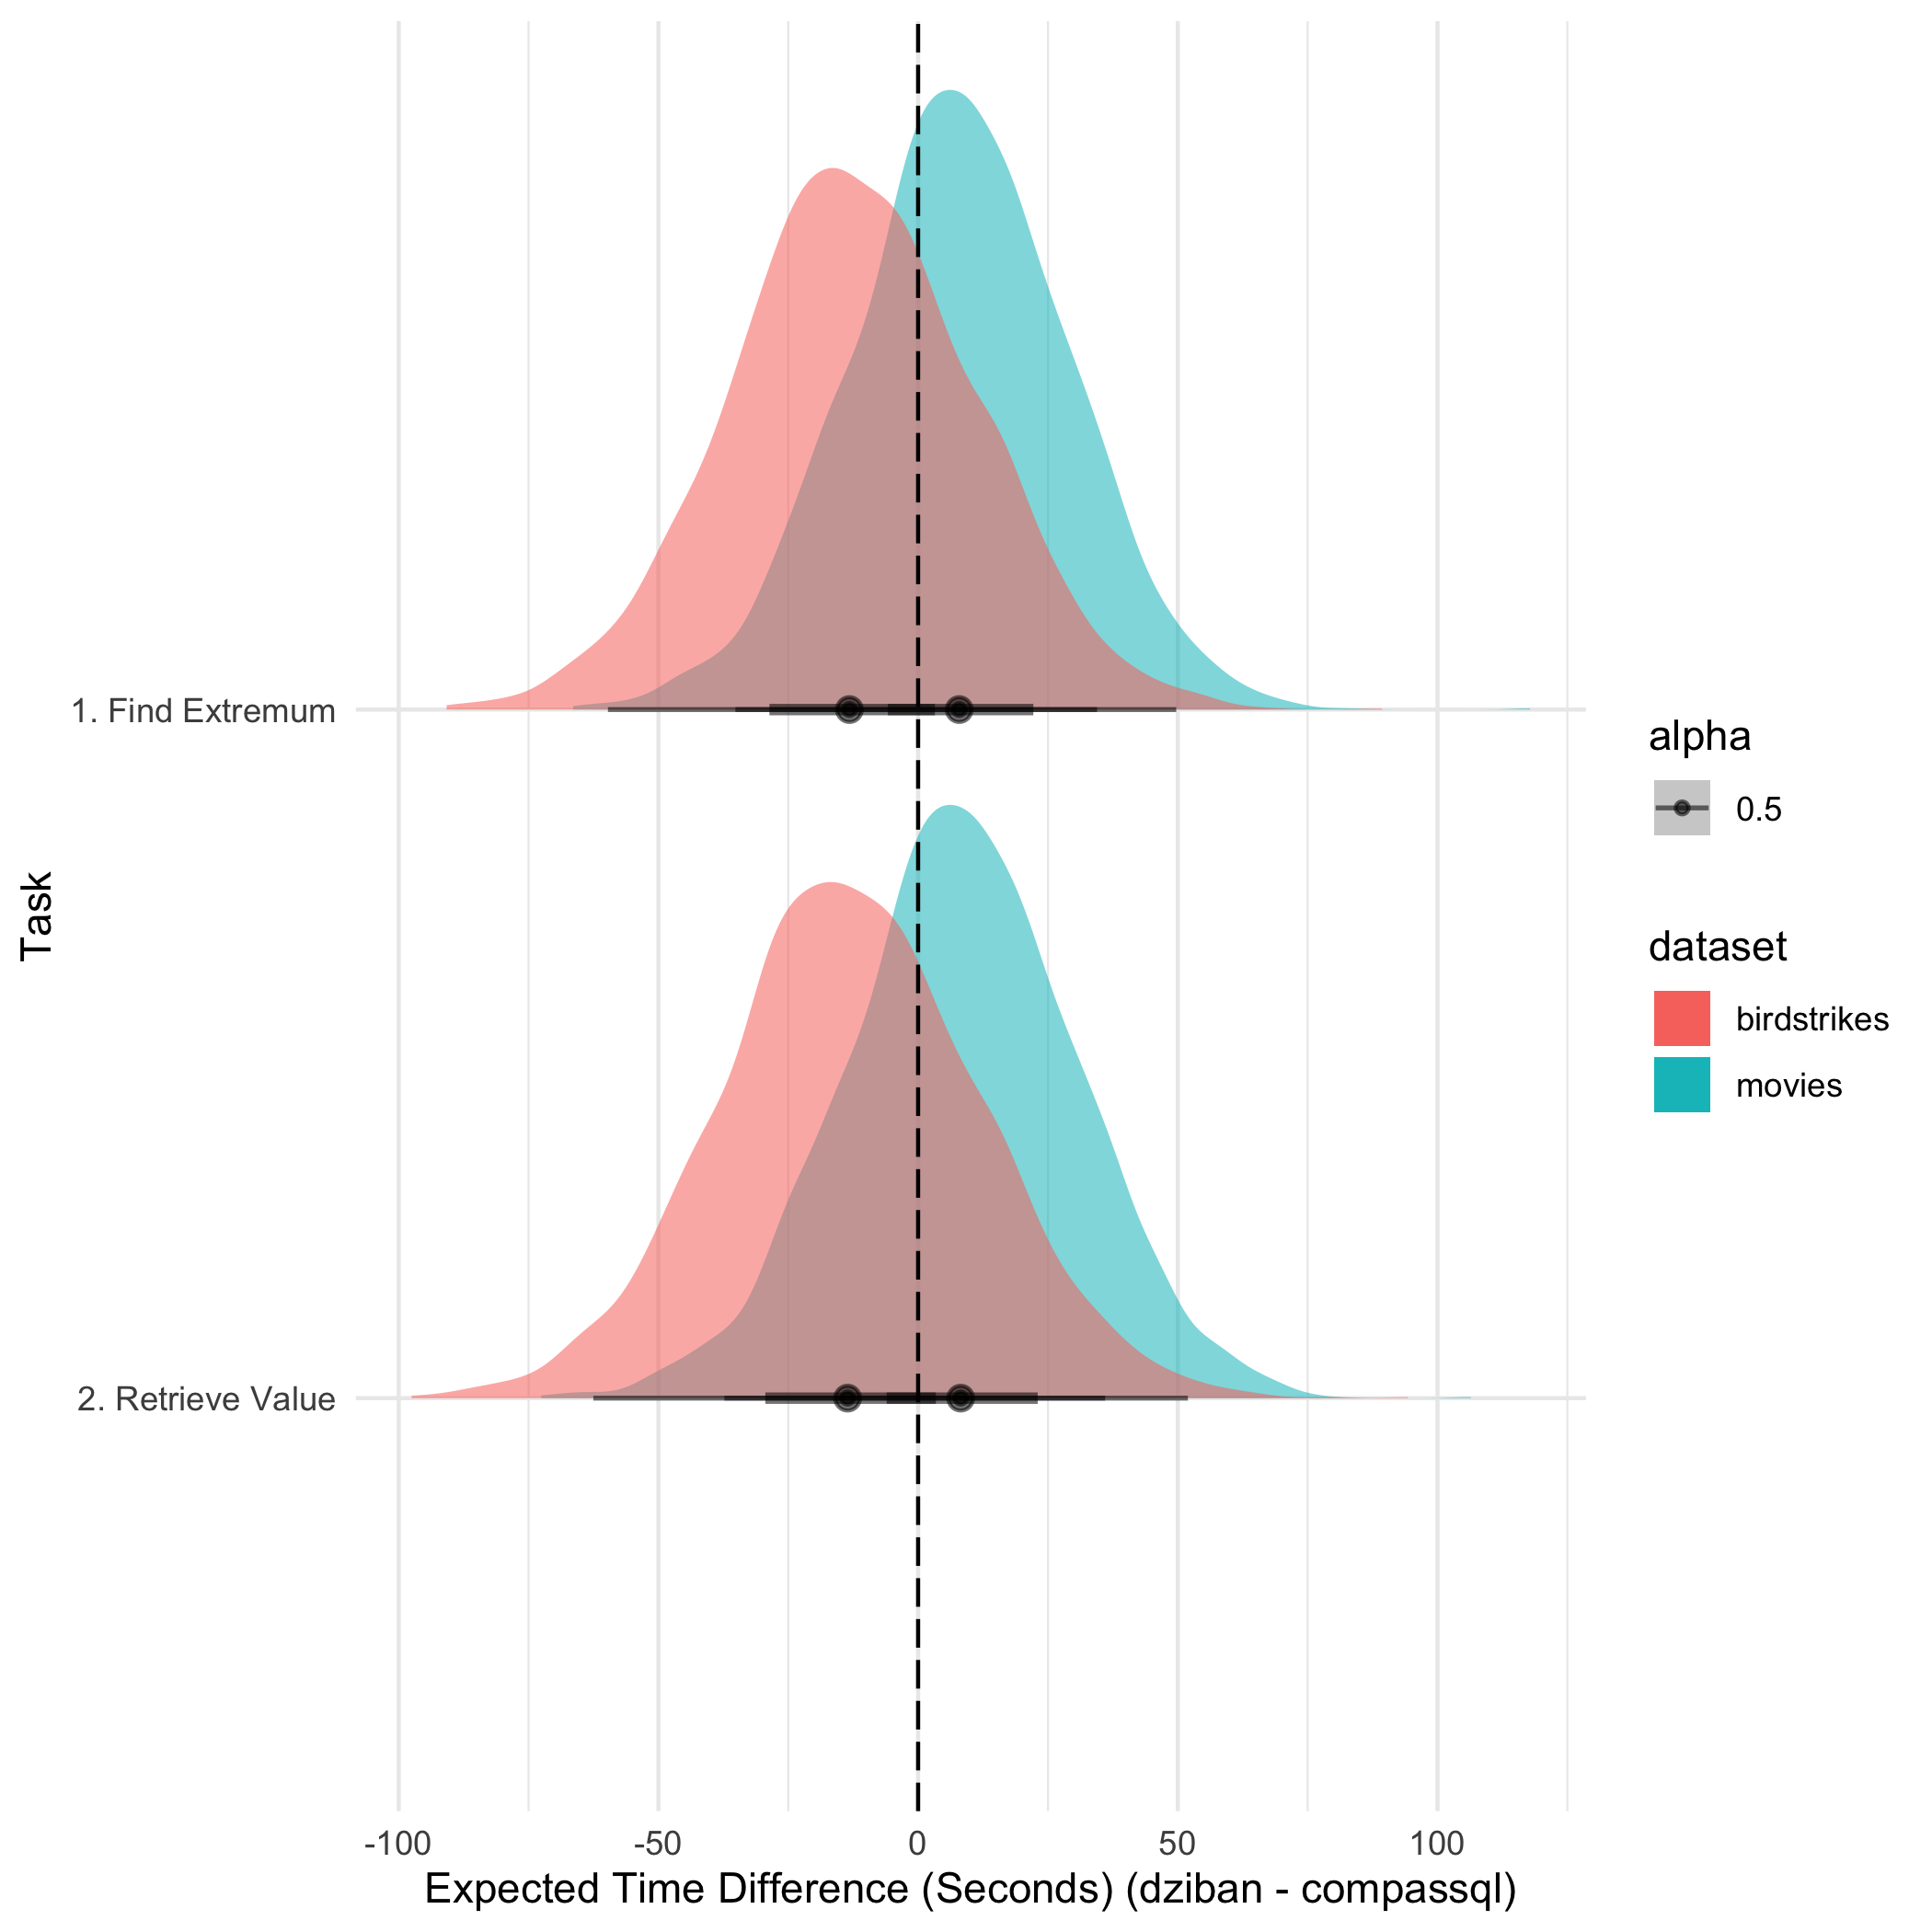 Task
1. Find Extremum
2. Retrieve Value
-100 -50 0 50 100
Expected Time Difference (Seconds) (dziban - compassql)
alpha
0.5
dataset
birdstrikes
movies